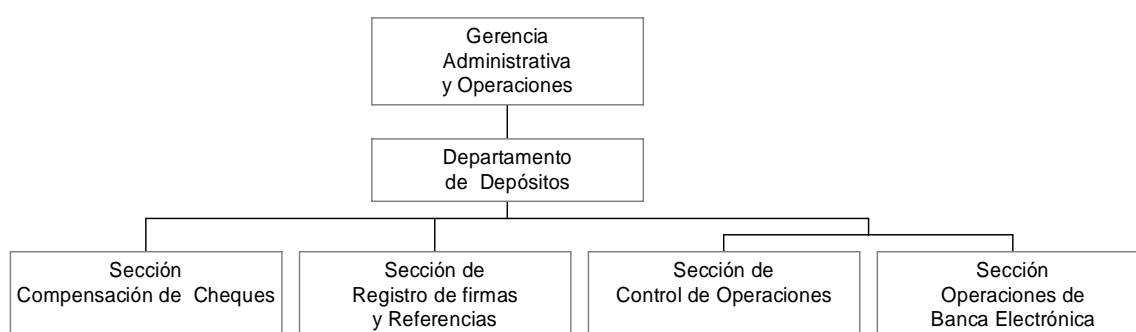 Gerencia
Administrativa
y Operaciones
Departamento
de Depósitos
Sección
Compensación de Cheques
Sección de
Registro de firmas
y Referencias
Sección de
Control de Operaciones
Sección
Operaciones de
Banca Electrónica